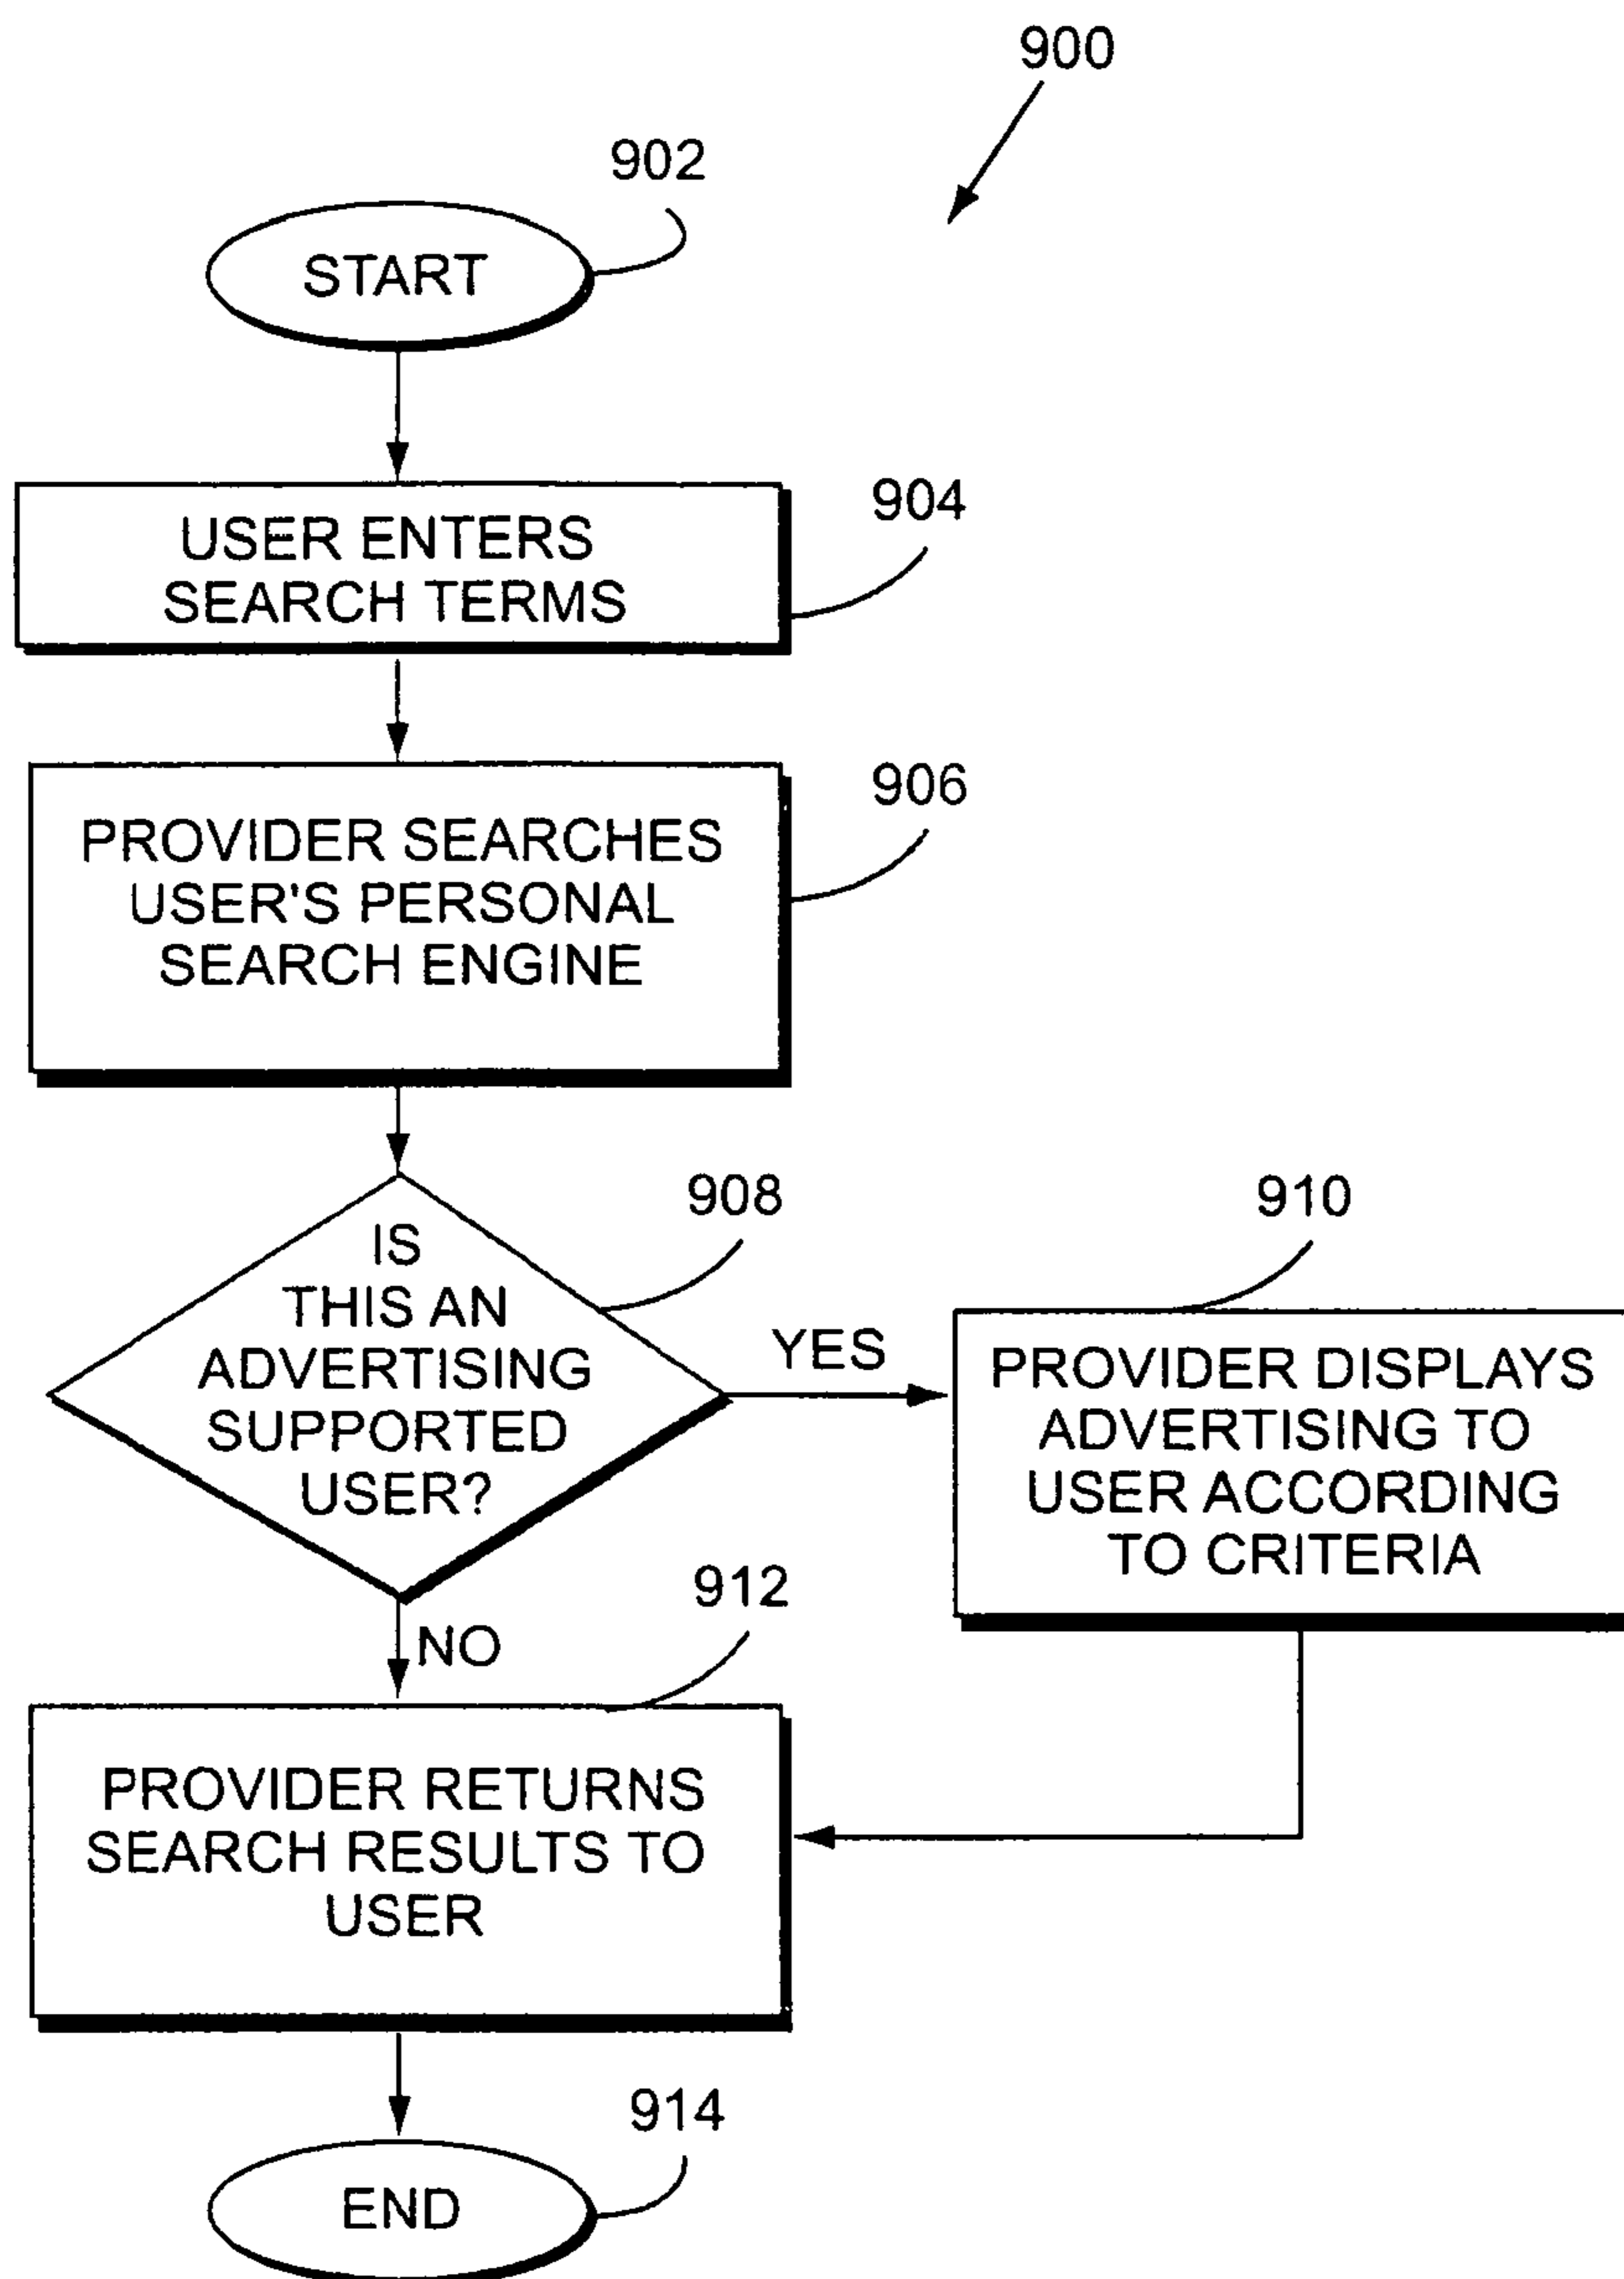 900
902
START
904
USER ENTERS
SEARCH TERMS
906
PROVIDER SEARCHES
USER'S PERSONAL
SEARCH ENGINE
908
IS
THIS AN
ADVERTISING
SUPPORTED
USER?
YES
910
PROVIDER DISPLAYS
ADVERTISING TO
USER ACCORDING
TO CRITERIA
NO
912
PROVIDER RETURNS
SEARCH RESULTS TO
USER
914
END